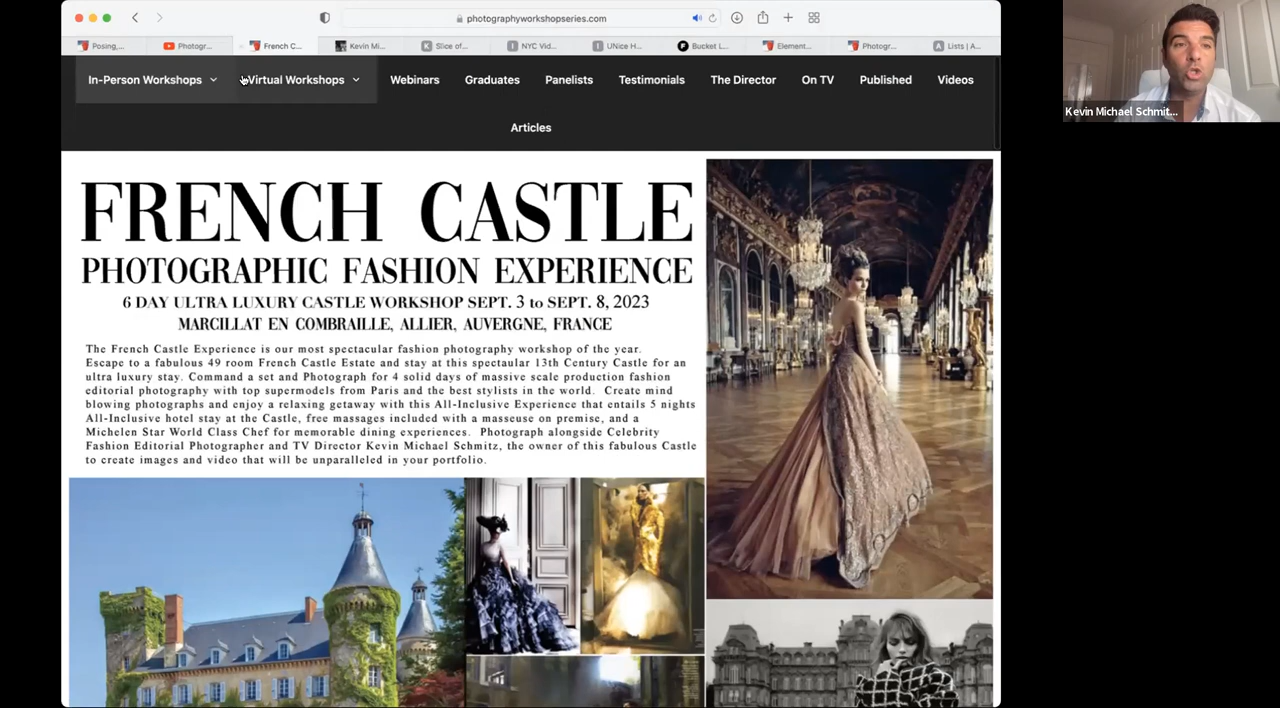 photographyworkshopseries.com
Posing,...
Photogr...
French C...
Kevin Mi...
Slice of...
NYC Vid...
UNice H...
Bucket L...
Element...
Photogr...
Lists | A...
In-Person Workshops
Virtual Workshops
Webinars
Graduates
Panelists
Testimonials
The Director
On TV
Published
Videos
Articles
FRENCH CASTLE
PHOTOGRAPHIC FASHION EXPERIENCE
6 DAY ULTRA LUXURY CASTLE WORKSHOP SEPT. 3 to SEPT. 8, 2023
MARCILLAT EN COMBRAILLE, ALLIER, AUVERGNE, FRANCE
The French Castle Experience is our most spectacular fashion photography workshop of the year.
Escape to a fabulous 49 room French Castle Estate and stay at this spectacular 13th Century Castle for an
ultra luxury stay. Command a set and Photograph for 4 solid days of massive scale production fashion
editorial photography with top supermodels from Paris and the best stylists in the world. Create mind
blowing photographs and enjoy a relaxing getaway with this All-Inclusive Experience that entails 5 nights
All-Inclusive hotel stay at the Castle, free massages included with a masseuse on premise, and a
Michelen Star World Class Chef for memorable dining experiences. Photograph alongside Celebrity
Fashion Editorial Photographer and TV Director Kevin Michael Schmitz, the owner of this fabulous Castle
to create images and video that will be unparalleled in your portfolio.
Kevin Michael Schmit...